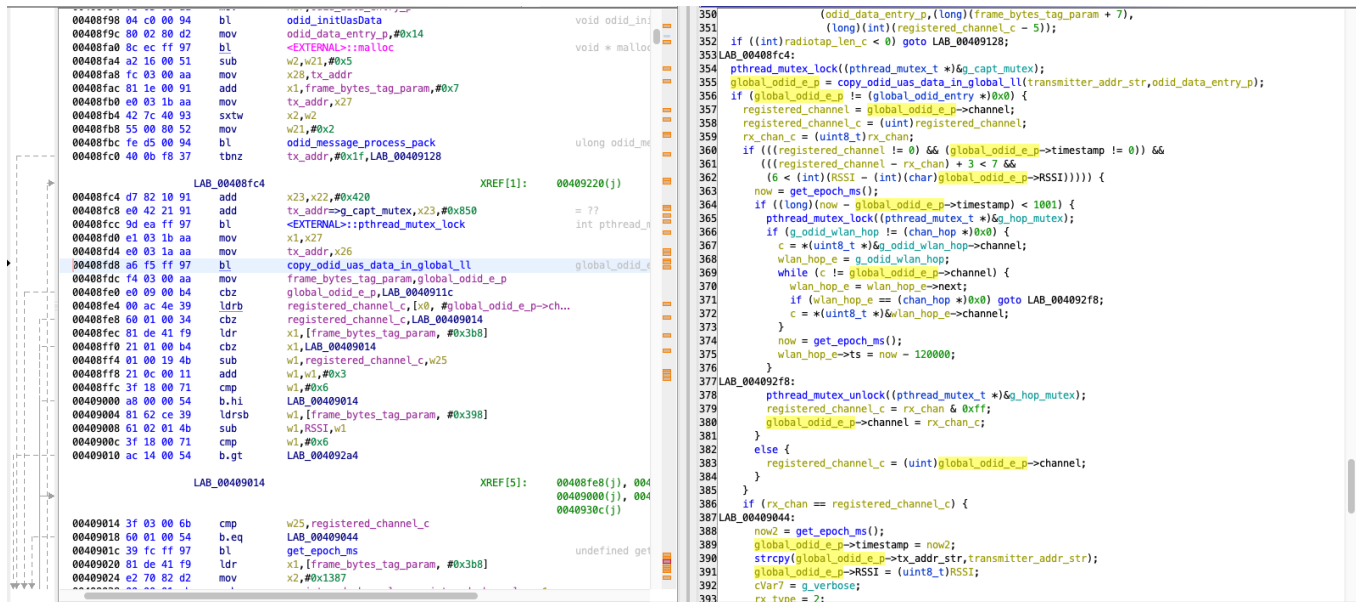 00408f98 04 c0 00 94 bl odid_initUasData void odid_ini
00408f9c 80 02 80 d2 mov odid_data_entry_p,#0x14
00408fa0 8c ec ff 97 bl <EXTERNAL>::malloc void * malloc
00408fa4 a2 16 00 51 sub w2,w21,#0x5
00408fa8 fc 03 00 aa mov x28,tx_addr
00408fac 81 1e 00 91 add x1,frame_bytes_tag_param,#0x7
00408fb0 e0 03 1b aa mov tx_addr,x27
00408fb4 42 7c 40 93 sxtw x2,w2
00408fb8 55 00 80 52 mov w21,#0x2
00408fbc fe d5 00 94 bl odid_message_process_pack ulong odid_me
00408fc0 40 0b f8 37 tbnz tx_addr,#0x1f,LAB_00409128
LAB_00408fc4 XREF[1]: 00409220(j)
00408fc4 d7 82 10 91 add x23,x22,#0x420
00408fc8 e0 42 21 91 add tx_addr=>g_capt_mutex,x23,#0x850 = ??
00408fcc 9d ea ff 97 bl <EXTERNAL>::pthread_mutex_lock int pthread_m
00408fd0 e1 03 1b aa mov x1,x27
00408fd4 e0 03 1a aa mov tx_addr,x26
00408fd8 a6 f5 ff 97 bl copy_odid_uas_data_in_global_ll global_odid_e
00408fdc f4 03 00 aa mov frame_bytes_tag_param,global_odid_e_p
00408fe0 e0 09 00 b4 cbz global_odid_e_p,LAB_0040911c
00408fe4 00 ac 4e 39 ldrb registered_channel_c,[x0, #global_odid_e_p->ch...
00408fe8 60 01 00 34 cbz registered_channel_c,LAB_00409014
00408fec 81 de 41 f9 ldr x1,[frame_bytes_tag_param, #0x3b8]
00408ff0 21 01 00 b4 cbz x1,LAB_00409014
00408ff4 01 00 19 4b sub w1,registered_channel_c,w25
00408ff8 21 0c 00 11 add w1,w1,#0x3
00408ffc 3f 18 00 71 cmp w1,#0x6
00409000 a8 00 00 54 b.hi LAB_00409014
00409004 81 62 ce 39 ldrsb w1,[frame_bytes_tag_param, #0x398]
00409008 61 02 01 4b sub w1,RSSI,w1
0040900c 3f 18 00 71 cmp w1,#0x6
00409010 ac 14 00 54 b.gt LAB_004092a4
LAB_00409014 XREF[5]: 00408fe8(j), 004
00409000(j), 004
0040930c(j)
00409014 3f 03 00 6b cmp w25,registered_channel_c
00409018 60 01 00 54 b.eq LAB_00409044
0040901c 39 fc ff 97 bl get_epoch_ms undefined get
00409020 81 de 41 f9 ldr x1,[frame_bytes_tag_param, #0x3b8]
00409024 e2 70 82 d2 mov x2,#0x1387
350 (odid_data_entry_p,(long)(frame_bytes_tag_param + 7),
351 (long)(int)(registered_channel_c - 5));
352 if ((int)radiotap_len_c < 0) goto LAB_00409128;
353 LAB_00408fc4:
354 pthread_mutex_lock((pthread_mutex_t *)&g_capt_mutex);
355 global_odid_e_p = copy_odid_uas_data_in_global_ll(transmitter_addr_str,odid_data_entry_p);
356 if (global_odid_e_p != (global_odid_entry *)0x0) {
357 registered_channel = global_odid_e_p->channel;
358 registered_channel_c = (uint)registered_channel;
359 rx_chan_c = (uint8_t)rx_chan;
360 if (((registered_channel != 0) && (global_odid_e_p->timestamp != 0)) &&
361 (((registered_channel - rx_chan) + 3 < 7 &&
362 (6 < (int)(RSSI - (int)(char)global_odid_e_p->RSSI))))) {
363 now = get_epoch_ms();
364 if ((long)(now - global_odid_e_p->timestamp) < 1001) {
365 pthread_mutex_lock((pthread_mutex_t *)&g_hop_mutex);
366 if (g_odid_wlan_hop != (chan_hop *)0x0) {
367 c = *(uint8_t *)&g_odid_wlan_hop->channel;
368 wlan_hop_e = g_odid_wlan_hop;
369 while (c != global_odid_e_p->channel) {
370 wlan_hop_e = wlan_hop_e->next;
371 if (wlan_hop_e == (chan_hop *)0x0) goto LAB_004092f8;
372 c = *(uint8_t *)&wlan_hop_e->channel;
373 }
374 now = get_epoch_ms();
375 wlan_hop_e->ts = now - 120000;
376 }
377 LAB_004092f8:
378 pthread_mutex_unlock((pthread_mutex_t *)&g_hop_mutex);
379 registered_channel_c = rx_chan & 0xff;
380 global_odid_e_p->channel = rx_chan_c;
381 }
382 else {
383 registered_channel_c = (uint)global_odid_e_p->channel;
384 }
385 }
386 if (rx_chan == registered_channel_c) {
387 LAB_00409044:
388 now2 = get_epoch_ms();
389 global_odid_e_p->timestamp = now2;
390 strcpy(global_odid_e_p->tx_addr_str,transmitter_addr_str);
391 global_odid_e_p->RSSI = (uint8_t)RSSI;
392 cVar7 = g_verbose;
393 rx_type = 2;